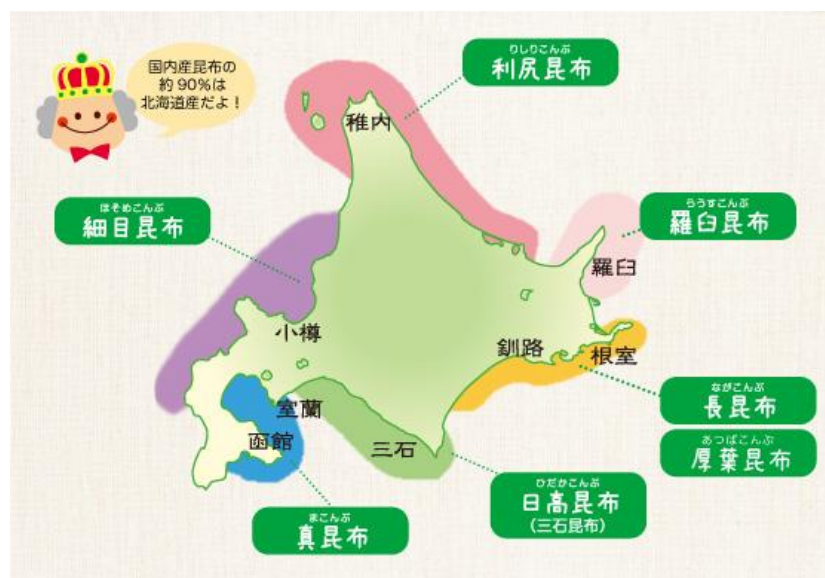 国内産昆布の
約90%は
北海道産だよ!
りしりこんぶ
利尻昆布
稚内
ほそめこんぶ
細目昆布
らうすこんぶ
羅臼昆布
羅臼
小樽
釧路
根室
ながこんぶ
長昆布
あつばこんぶ
厚葉昆布
室蘭
函館
三石
ひだかこんぶ
日高昆布
(三石昆布)
まこんぶ
真昆布